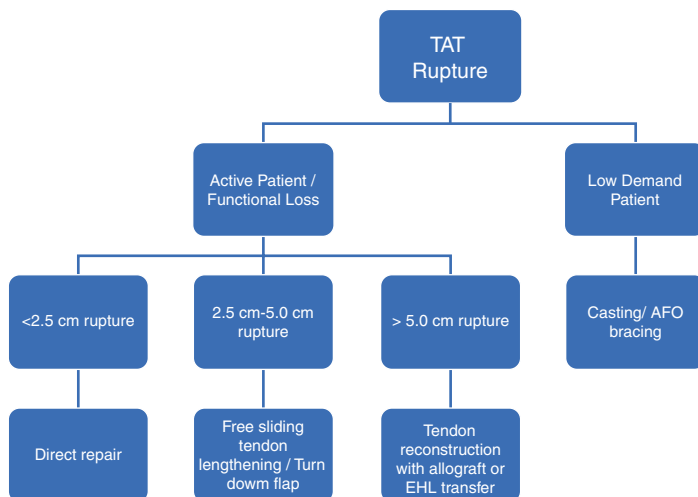 TAT
Rupture
Active Patient /
Functional Loss
Low Demand
Patient
<2.5 cm rupture
2.5 cm-5.0 cm
rupture
> 5.0 cm rupture
Casting/ AFO
bracing
Direct repair
Free sliding
tendon
lengthening / Turn
dowm flap
Tendon
reconstruction
with allograft or
EHL transfer